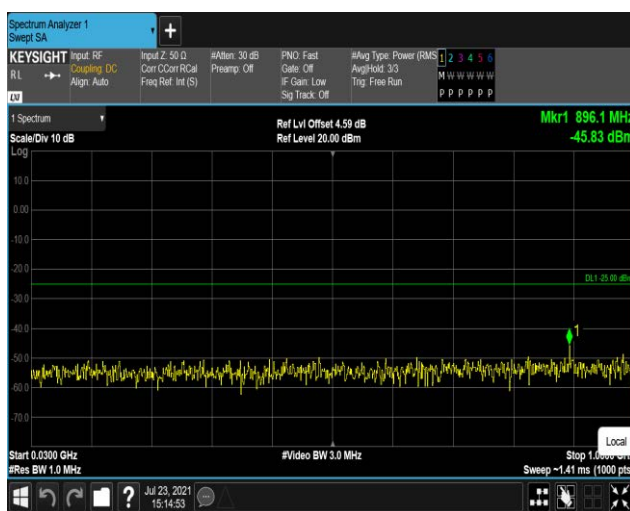 Spectrum Analyzer 1
Swept SA
+
KEYSIGHT
RL
LXI
Input: RF
Coupling: DC
Align: Auto
Input Z: 50 Ω
Corr CCorr RCal
Freq Ref: Int (S)
#Atten: 30 dB
Preamp: Off
PNO: Fast
Gate: Off
IF Gain: Low
Sig Track: Off
#Avg Type: Power (RMS
Avg|Hold: 3/3
Trig: Free Run
1 2 3 4 5 6
M W W W W W
P P P P P P
1 Spectrum
Scale/Div 10 dB
Log
Ref Lvl Offset 4.59 dB
Ref Level 20.00 dBm
Mkr1 896.1 MHz
-45.83 dBm
10.0
0.00
-10.0
-20.0
DL1 -25.00 dBm
-30.0
-40.0
1
-50.0
-60.0
-70.0
Local
Start 0.0300 GHz
#Res BW 1.0 MHz
#Video BW 3.0 MHz
Stop
Sweep ~1.41 ms (1000 pts)
?
Jul 23, 2021
15:14:53